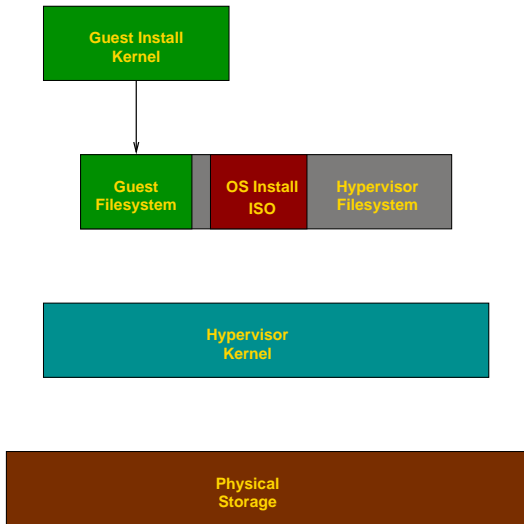 Guest Install
Kernel
Guest
Filesystem
OS Install
ISO
Hypervisor
Filesystem
Hypervisor
Kernel
Physical
Storage